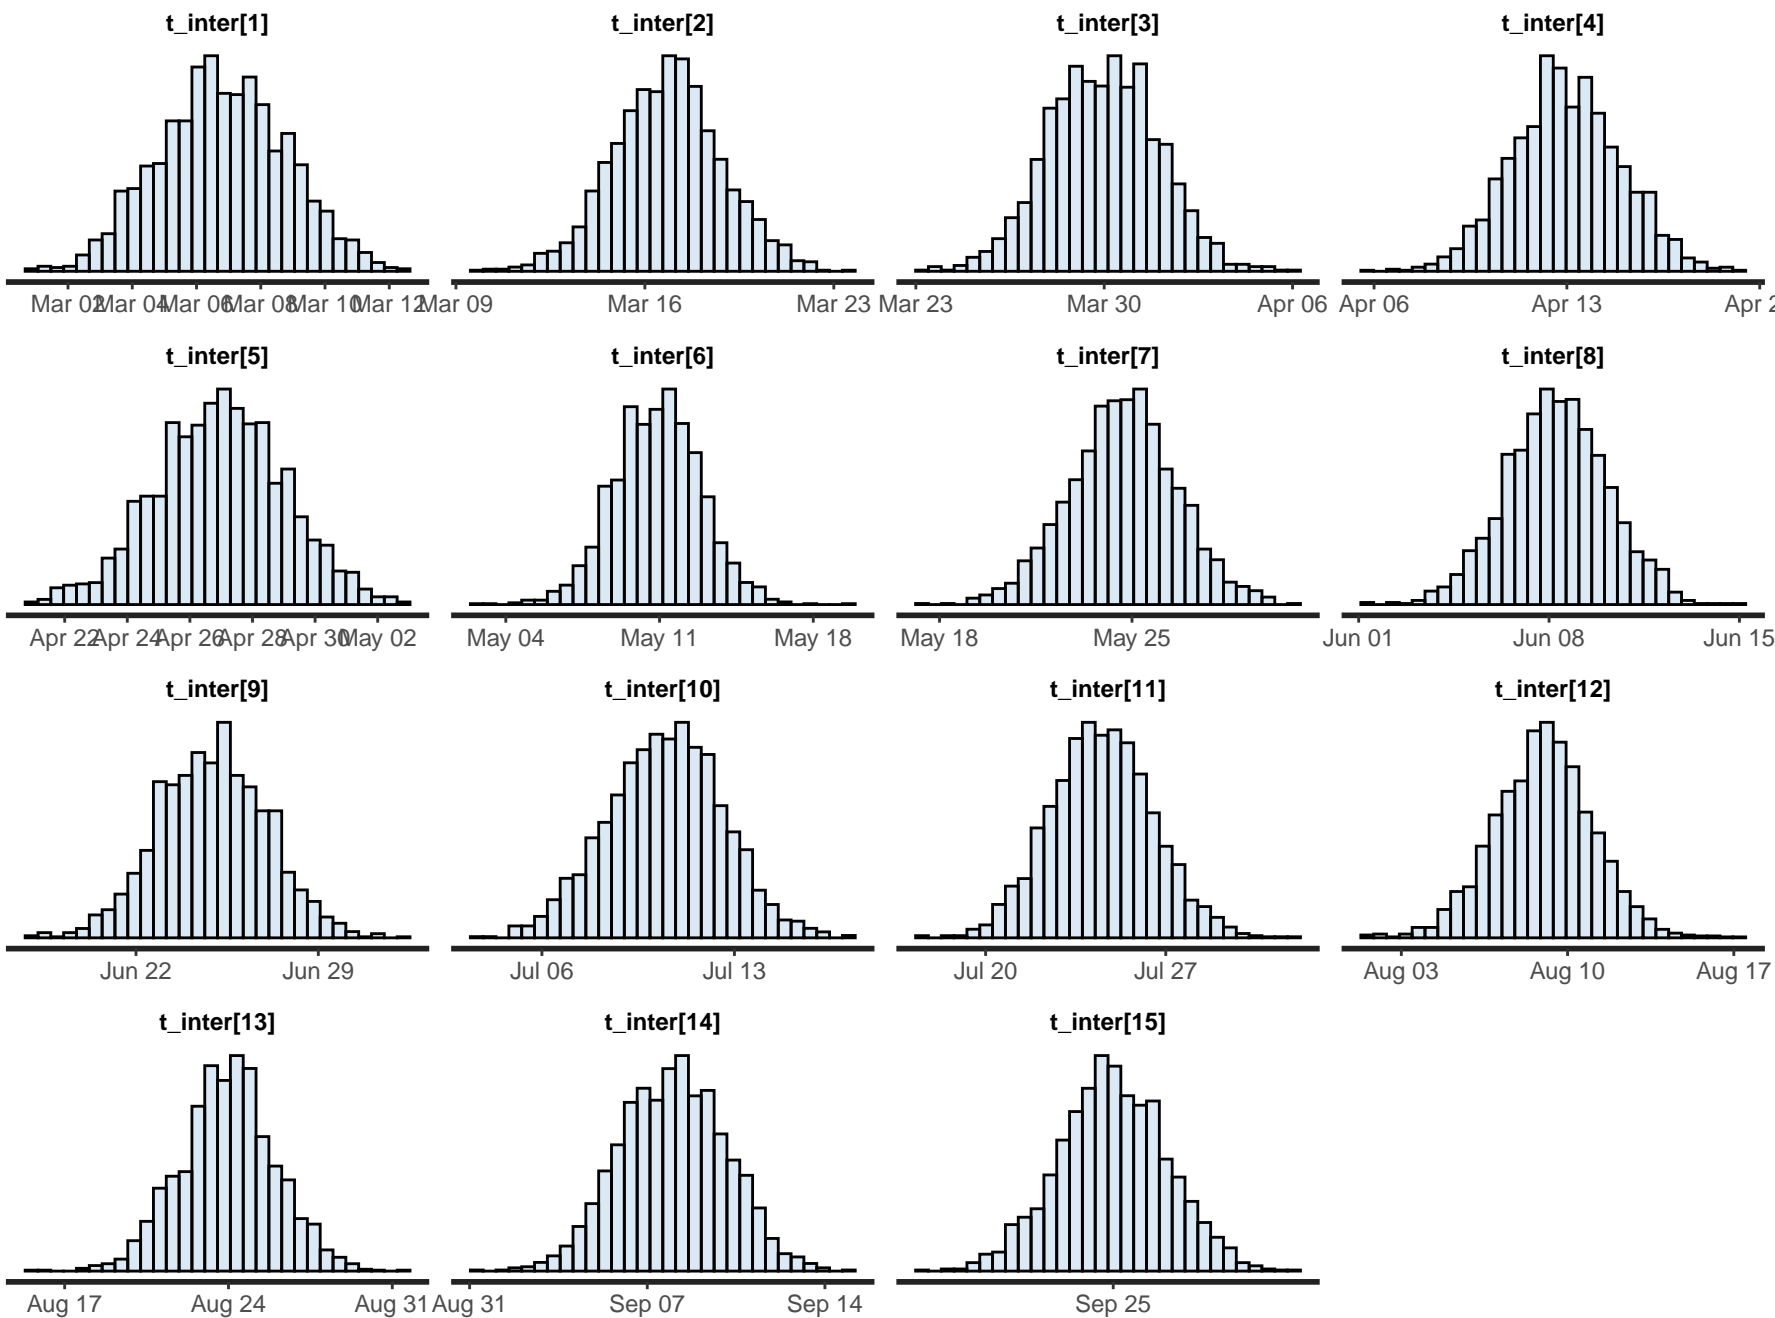 t_inter[1] t_inter[2] t_inter[3] t_inter[4]
Mar 02 Mar 04 Mar 06 Mar 08 Mar 10 Mar 12 Mar 09 Mar 16 Mar 23 Mar 23 Mar 30 Apr 06 Apr 06 Apr 13 Apr 2
t_inter[5] t_inter[6] t_inter[7] t_inter[8]
Apr 22 Apr 24 Apr 26 Apr 28 Apr 30 May 02 May 04 May 11 May 18 May 18 May 25 Jun 01 Jun 08 Jun 15
t_inter[9] t_inter[10] t_inter[11] t_inter[12]
Jun 22 Jun 29 Jul 06 Jul 13 Jul 20 Jul 27 Aug 03 Aug 10 Aug 17
t_inter[13] t_inter[14] t_inter[15]
Aug 17 Aug 24 Aug 31 Aug 31 Sep 07 Sep 14 Sep 25